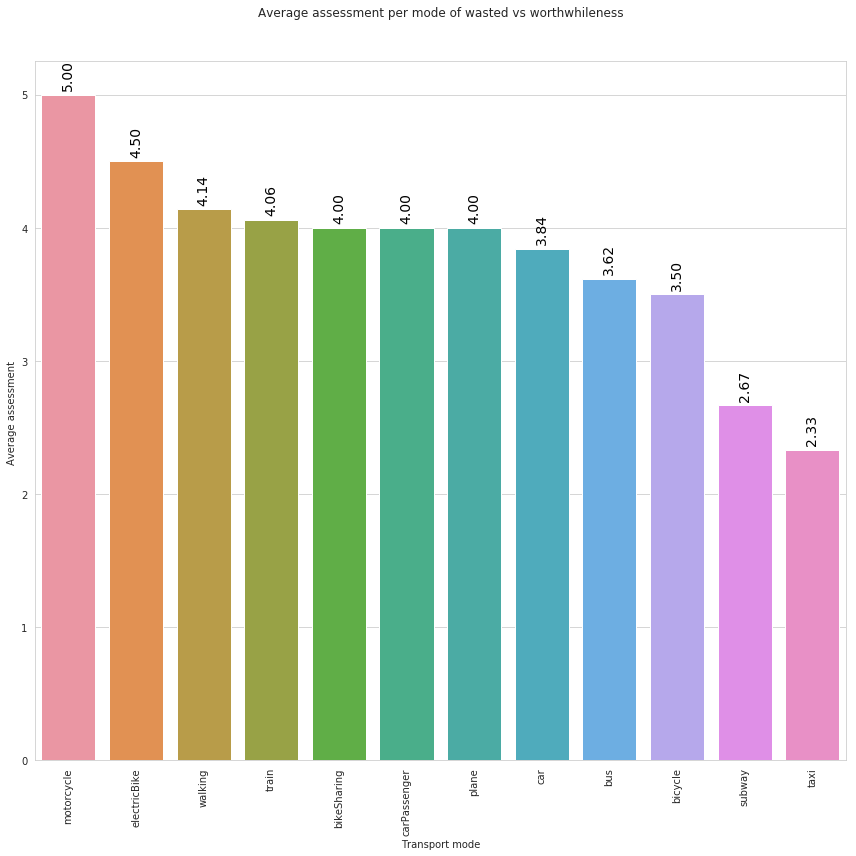 Average assessment per mode of wasted vs worthwhileness
5.00
4.50
4.14
4.06
4.00
4.00
4.00
3.84
3.62
3.50
2.67
2.33
Average assessment
5
4
3
2
1
0
motorcycle
electricBike
walking
train
bikeSharing
carPassenger
plane
car
bus
bicycle
subway
taxi
Transport mode